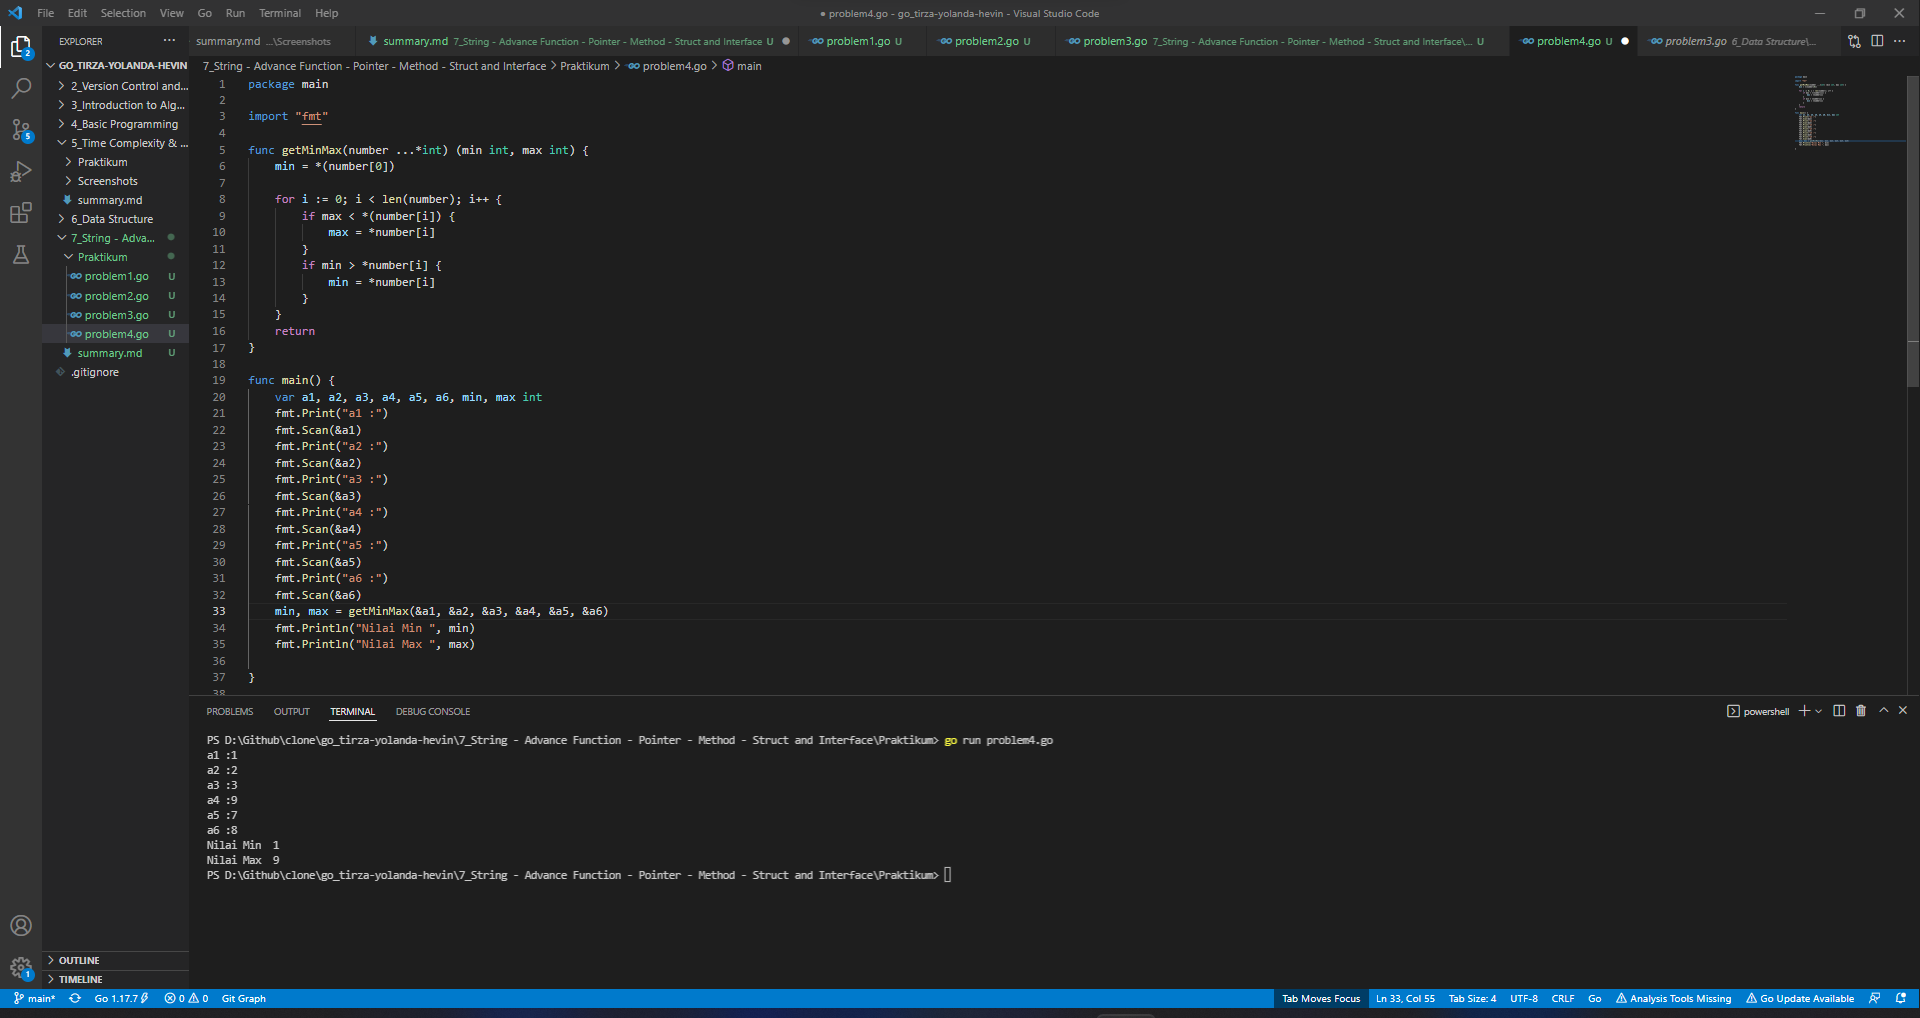 File Edit Selection View Go Run Terminal Help
● problem4.go - go_tirza-yolanda-hevin - Visual Studio Code
EXPLORER
summary.md ...\Screenshots
summary.md 7_String - Advance Function - Pointer - Method - Struct and Interface U
problem1.go U
problem2.go U
problem3.go 7_String - Advance Function - Pointer - Method - Struct and Interface\... U
problem4.go U
problem3.go 6_Data Structure\...
GO_TIRZA-YOLANDA-HEVIN
2_Version Control and...
3_Introduction to Alg...
4_Basic Programming
5_Time Complexity & ...
Praktikum
Screenshots
summary.md
6_Data Structure
7_String - Adva...
Praktikum
problem1.go U
problem2.go U
problem3.go U
problem4.go U
summary.md U
.gitignore
OUTLINE
TIMELINE
2
5
1
7_String - Advance Function - Pointer - Method - Struct and Interface > Praktikum > problem4.go > main
1 package main
2
3 import "fmt"
4
5 func getMinMax(number ...*int) (min int, max int) {
6 min = *(number[0])
7
8 for i := 0; i < len(number); i++ {
9 if max < *(number[i]) {
10 max = *number[i]
11 }
12 if min > *number[i] {
13 min = *number[i]
14 }
15 }
16 return
17 }
18
19 func main() {
20 var a1, a2, a3, a4, a5, a6, min, max int
21 fmt.Print("a1 :")
22 fmt.Scan(&a1)
23 fmt.Print("a2 :")
24 fmt.Scan(&a2)
25 fmt.Print("a3 :")
26 fmt.Scan(&a3)
27 fmt.Print("a4 :")
28 fmt.Scan(&a4)
29 fmt.Print("a5 :")
30 fmt.Scan(&a5)
31 fmt.Print("a6 :")
32 fmt.Scan(&a6)
33 min, max = getMinMax(&a1, &a2, &a3, &a4, &a5, &a6)
34 fmt.Println("Nilai Min ", min)
35 fmt.Println("Nilai Max ", max)
36
37 }
38
PROBLEMS OUTPUT TERMINAL DEBUG CONSOLE
powershell
PS D:\Github\clone\go_tirza-yolanda-hevin\7_String - Advance Function - Pointer - Method - Struct and Interface\Praktikum> go run problem4.go
a1 :1
a2 :2
a3 :3
a4 :9
a5 :7
a6 :8
Nilai Min  1
Nilai Max  9
PS D:\Github\clone\go_tirza-yolanda-hevin\7_String - Advance Function - Pointer - Method - Struct and Interface\Praktikum>
main* Go 1.17.7 0 0 Git Graph
Tab Moves Focus Ln 33, Col 55 Tab Size: 4 UTF-8 CRLF Go Analysis Tools Missing Go Update Available